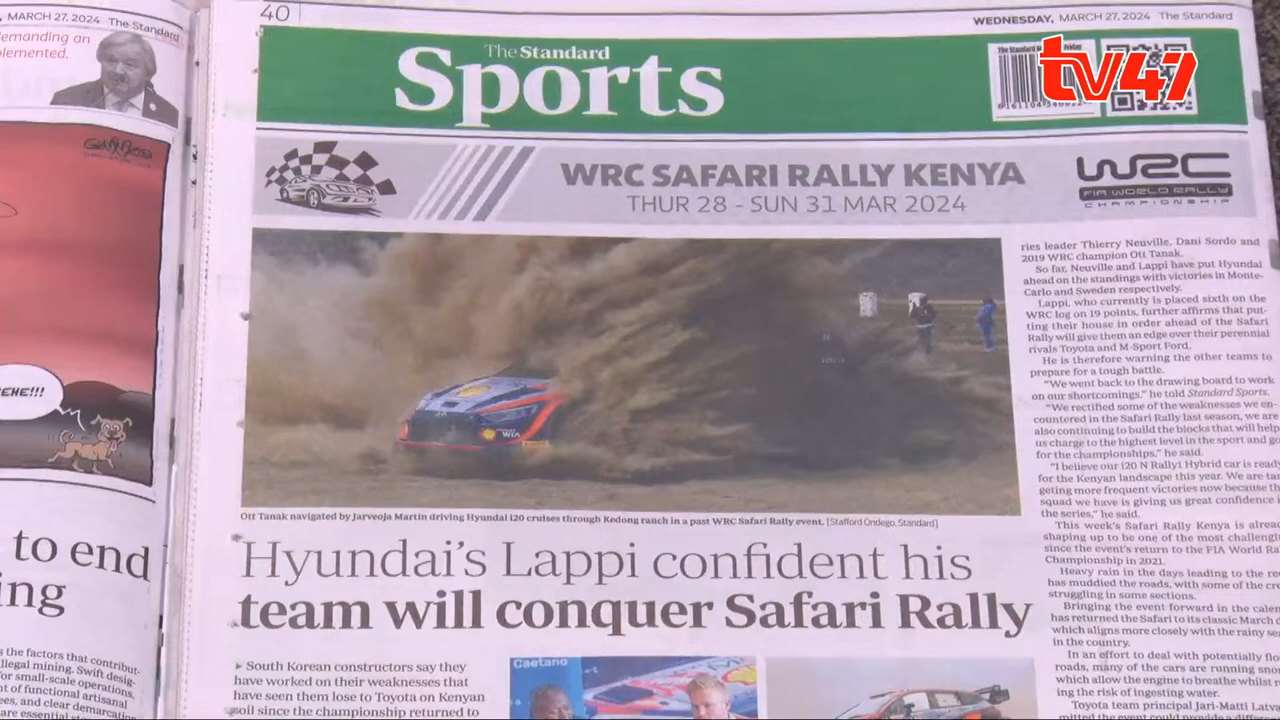 , MARCH 27, 2024 The Standard
demanding an
plemented.
GAMMZ
EHE!!!
to end
ing
s the factors that contribut-
llegal mining. Swift desig-
for small-scale operations,
t of functional artisanal
es, and clear demarcation
are essential
40
WEDNESDAY, MARCH 27, 2024 The Standard
The Standard
Sports
tv47
WRC SAFARI RALLY KENYA
THUR 28 - SUN 31 MAR 2024
WRC
FIA WORLD RALLY
CHAMPIONSHIP
Ott Tanak navigated by Jarveoja Martin driving Hyundai i20 cruises through Kedong ranch in a past WRC Safari Rally event. [Stafford Ondego, Standard]
Hyundai's Lappi confident his
team will conquer Safari Rally
South Korean constructors say they
have worked on their weaknesses that
have seen them lose to Toyota on Kenyan
soil since the championship returned to
Caetano
ries leader Thierry Neuville, Dani Sordo and
2019 WRC champion Ott Tanak.
So far, Neuville and Lappi have put Hyundai
ahead on the standings with victories in Monte-
Carlo and Sweden respectively.
Lappi, who currently is placed sixth on the
WRC log on 19 points, further affirms that put-
ting their house in order ahead of the Safari
Rally will give them an edge over their perennial
rivals Toyota and M-Sport Ford.
He is therefore warning the other teams to
prepare for a tough battle.
"We went back to the drawing board to work
on our shortcomings," he told Standard Sports.
"We rectified some of the weaknesses we en-
countered in the Safari Rally last season, we are
also continuing to build the blocks that will help
us charge to the highest level in the sport and go
for the championships," he said.
"I believe our i20 N Rally1 Hybrid car is ready
for the Kenyan landscape this year. We are tar-
geting more frequent victories now because the
squad we have is giving us great confidence i
the series," he said.
This week's Safari Rally Kenya is alread
shaping up to be one of the most challengin
since the event's return to the FIA World Ra
Championship in 2021.
Heavy rain in the days leading to the re
has muddied the roads, with some of the cre
struggling in some sections.
Bringing the event forward in the calen
has returned the Safari to its classic March d
which aligns more closely with the rainy se
in the country.
In an effort to deal with potentially flo
roads, many of the cars are running snor
which allow the engine to breathe whilst r
ing the risk of ingesting water.
Toyota team principal Jari-Matti Latva